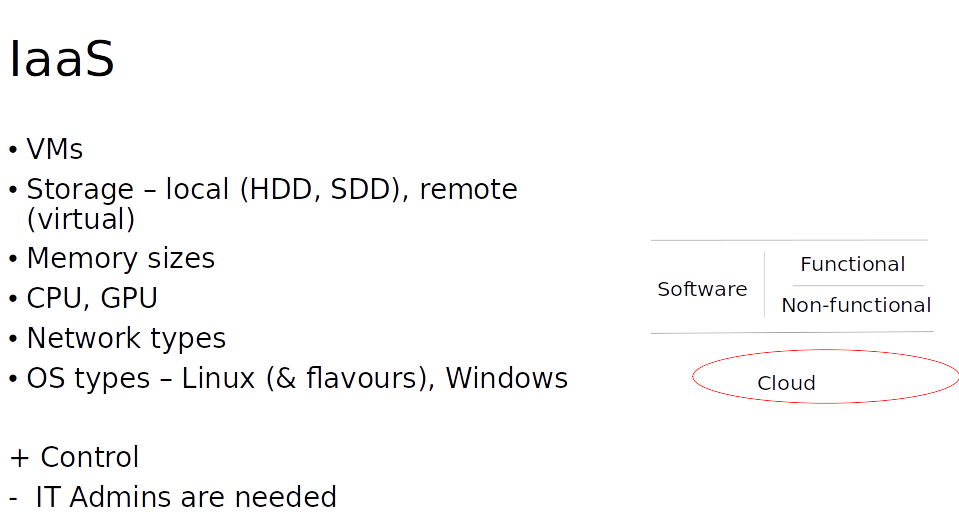 IaaS
• VMs
• Storage – local (HDD, SDD), remote
(virtual)
• Memory sizes
• CPU, GPU
• Network types
• OS types – Linux (& flavours), Windows
+ Control
- IT Admins are needed
Software
Functional
Non-functional
Cloud